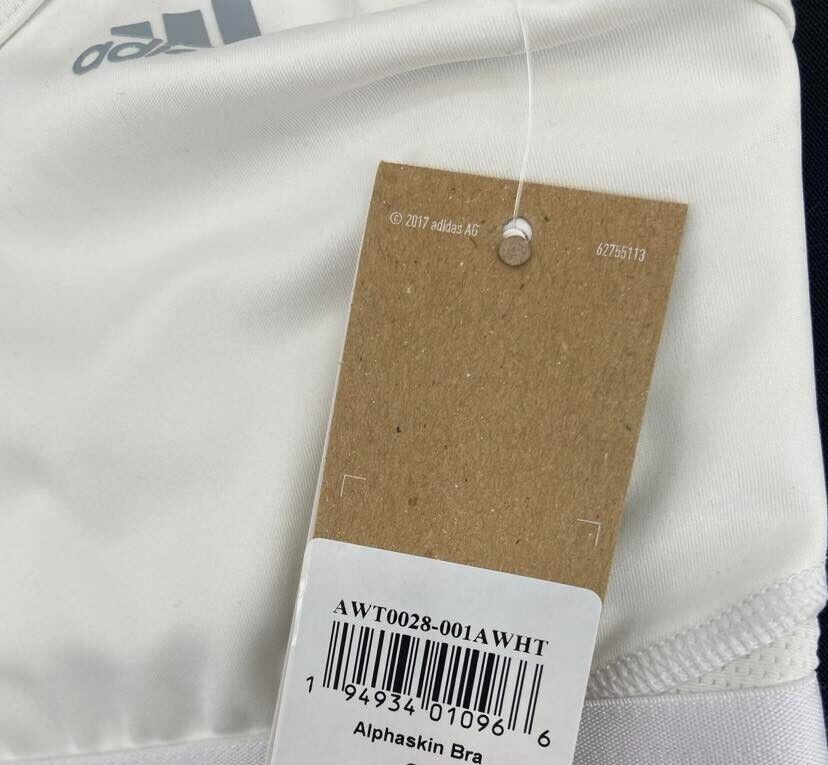 adidas
© 2017 adidas AG
62755113
AWT0028-001AWHT
1 94934 01096 6
Alphaskin Bra